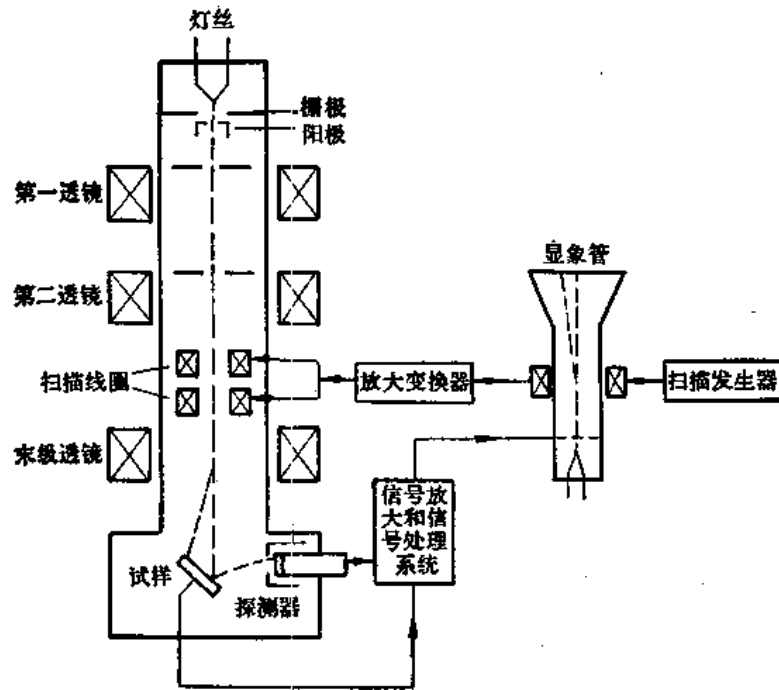 灯丝
栅极
阳极
第一透镜
第二透镜
显象管
扫描线圈
放大变换器
扫描发生器
末级透镜
信号放
大和信
号处理
系统
试样
探测器